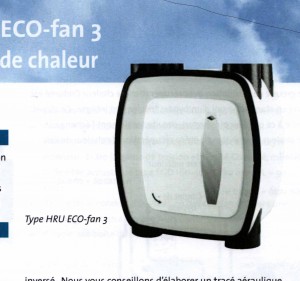 ECO-fan 3
de chaleur
n
s
Type HRU ECO-fan 3
inversé. Nous vous conseillons d'élaborer un tracé aéraulique